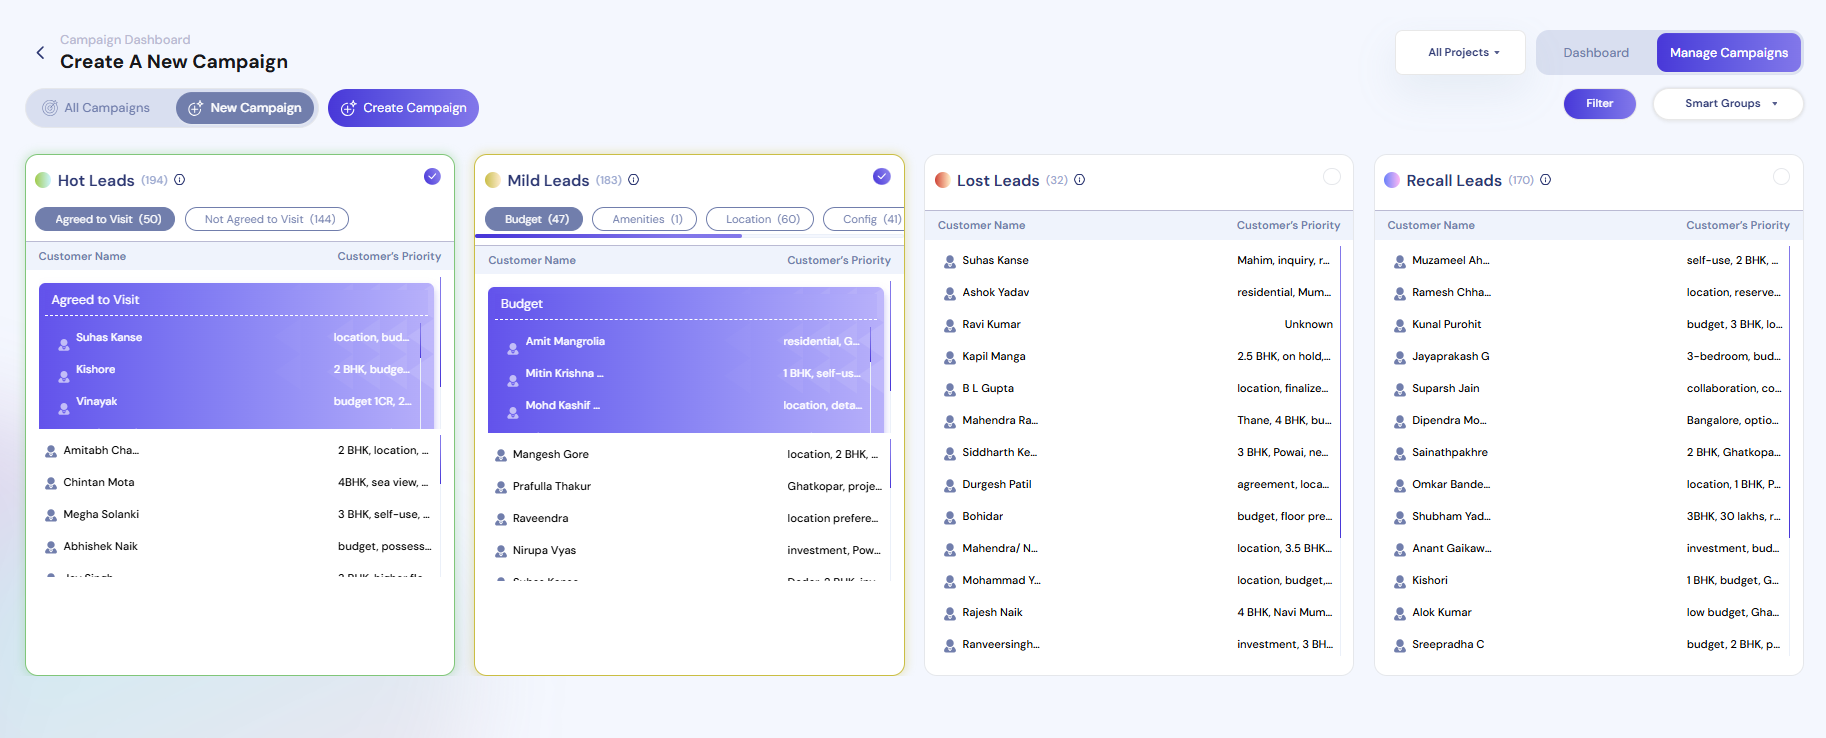 Campaign Dashboard
Create A New Campaign
All Projects
Dashboard
Manage Campaigns
All Campaigns
New Campaign
Create Campaign
Filter
Smart Groups
Hot Leads (194)
Agreed to Visit (50)
Not Agreed to Visit (144)
Customer Name Customer's Priority
Agreed to Visit
Suhas Kanse location, bud...
Kishore 2 BHK, budge...
Vinayak budget 1CR, 2...
Amitabh Cha... 2 BHK, location, ...
Chintan Mota 4BHK, sea view, ...
Megha Solanki 3 BHK, self-use, ...
Abhishek Naik budget, possess...
Mild Leads (183)
Budget (47)
Amenities (1)
Location (60)
Config (41)
Customer Name Customer's Priority
Budget
Amit Mangrolia residential, G...
Mitin Krishna ... 1 BHK, self-us...
Mohd Kashif ... location, deta...
Mangesh Gore location, 2 BHK, ...
Prafulla Thakur Ghatkopar, proje...
Raveendra location prefere...
Nirupa Vyas investment, Pow...
Lost Leads (32)
Customer Name Customer's Priority
Suhas Kanse Mahim, inquiry, r...
Ashok Yadav residential, Mum...
Ravi Kumar Unknown
Kapil Manga 2.5 BHK, on hold,...
B L Gupta location, finalize...
Mahendra Ra... Thane, 4 BHK, bu...
Siddharth Ke... 3 BHK, Powai, ne...
Durgesh Patil agreement, loca...
Bohidar budget, floor pre...
Mahendra/ N... location, 3.5 BHK...
Mohammad Y... location, budget,...
Rajesh Naik 4 BHK, Navi Mum...
Ranveersingh... investment, 3 BH...
Recall Leads (170)
Customer Name Customer's Priority
Muzameel Ah... self-use, 2 BHK, ...
Ramesh Chha... location, reserve...
Kunal Purohit budget, 3 BHK, lo...
Jayaprakash G 3-bedroom, bud...
Suparsh Jain collaboration, co...
Dipendra Mo... Bangalore, optio...
Sainathpakhre 2 BHK, Ghatkopa...
Omkar Bande... location, 1 BHK, P...
Shubham Yad... 3BHK, 30 lakhs, r...
Anant Gaikaw... investment, bud...
Kishori 1 BHK, budget, G...
Alok Kumar low budget, Gha...
Sreepradha C budget, 2 BHK, p...